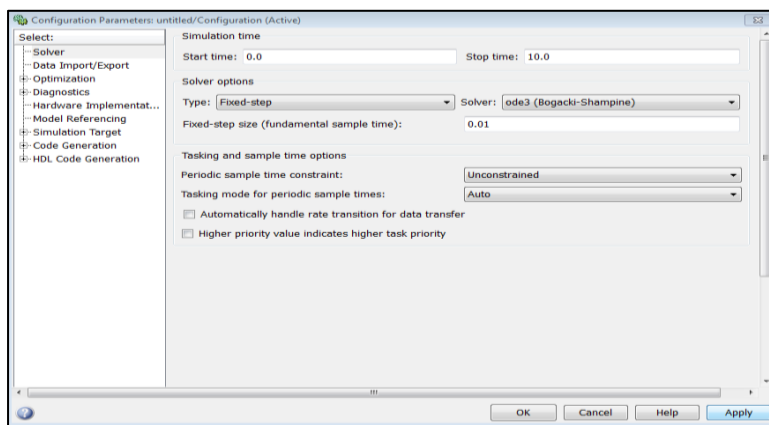 Configuration Parameters: untitled/Configuration (Active)
Select:
Solver
Data Import/Export
Optimization
Diagnostics
Hardware Implementat...
Model Referencing
Simulation Target
Code Generation
HDL Code Generation
Simulation time
Start time: 0.0 Stop time: 10.0
Solver options
Type: Fixed-step Solver: ode3 (Bogacki-Shampine)
Fixed-step size (fundamental sample time): 0.01
Tasking and sample time options
Periodic sample time constraint: Unconstrained
Tasking mode for periodic sample times: Auto
Automatically handle rate transition for data transfer
Higher priority value indicates higher task priority
OK Cancel Help Apply